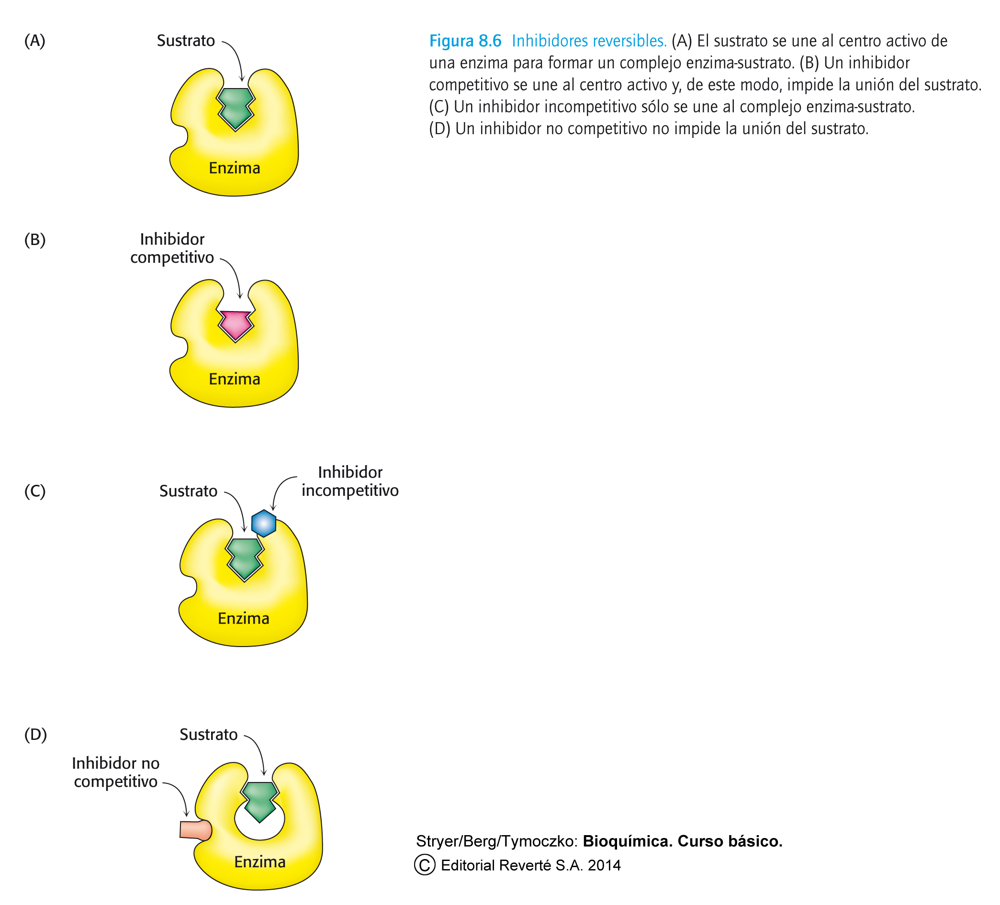 (A)
Sustrato
Enzima
Figura 8.6 Inhibidores reversibles. (A) El sustrato se une al centro activo de
una enzima para formar un complejo enzima-sustrato. (B) Un inhibidor
competitivo se une al centro activo y, de este modo, impide la unión del sustrato.
(C) Un inhibidor incompetitivo sólo se une al complejo enzima-sustrato.
(D) Un inhibidor no competitivo no impide la unión del sustrato.
(B)
Inhibidor
competitivo
Enzima
(C)
Sustrato
Inhibidor
incompetitivo
Enzima
(D)
Sustrato
Inhibidor no
competitivo
Enzima
Stryer/Berg/Tymoczko: Bioquímica. Curso básico.
© Editorial Reverté S.A. 2014